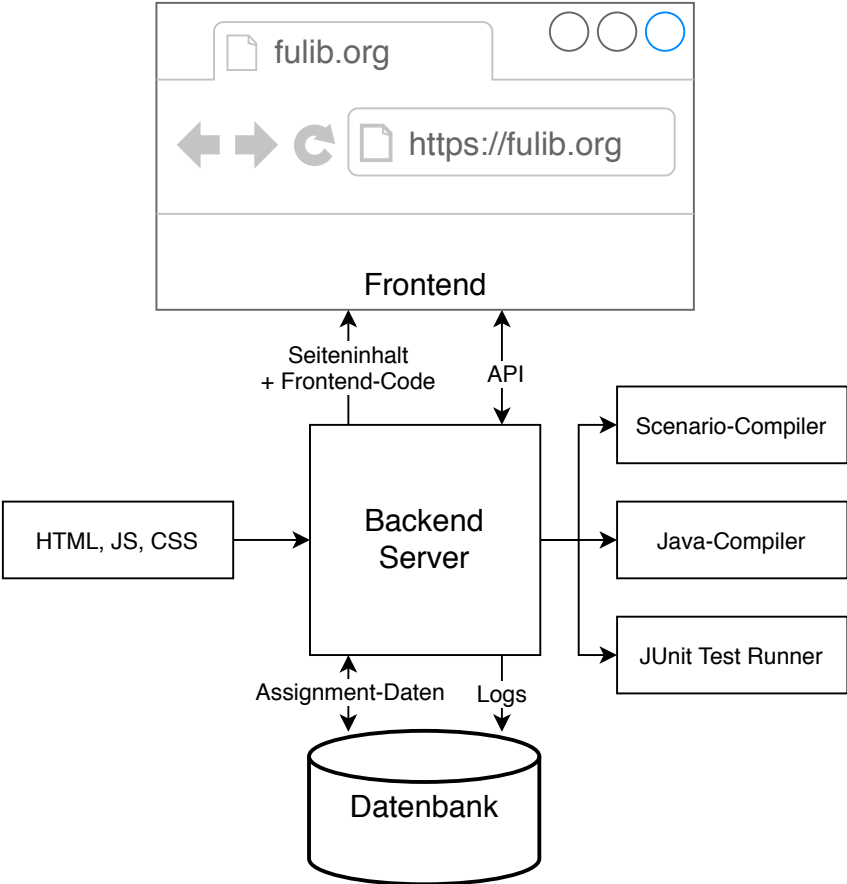 fulib.org
https://fulib.org
Frontend
Seiteninhalt
+ Frontend-Code
API
Scenario-Compiler
HTML, JS, CSS
Backend
Server
Java-Compiler
JUnit Test Runner
Assignment-Daten
Logs
Datenbank